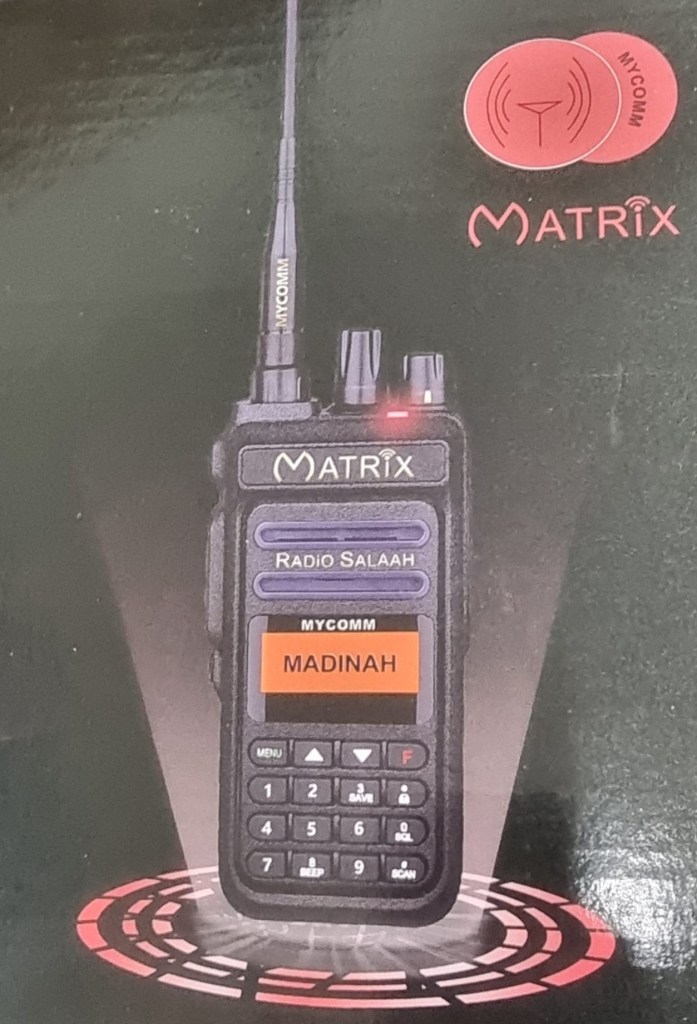 MYCOMM
MATRiX
MYCOMM
MATRiX
RADiO SALAAH
MYCOMM
MADINAH
MENU ▲ ▼ F
1 2 3 SAVE
4 5 6 0 SQL
7 8 BEEP 9 # SCAN